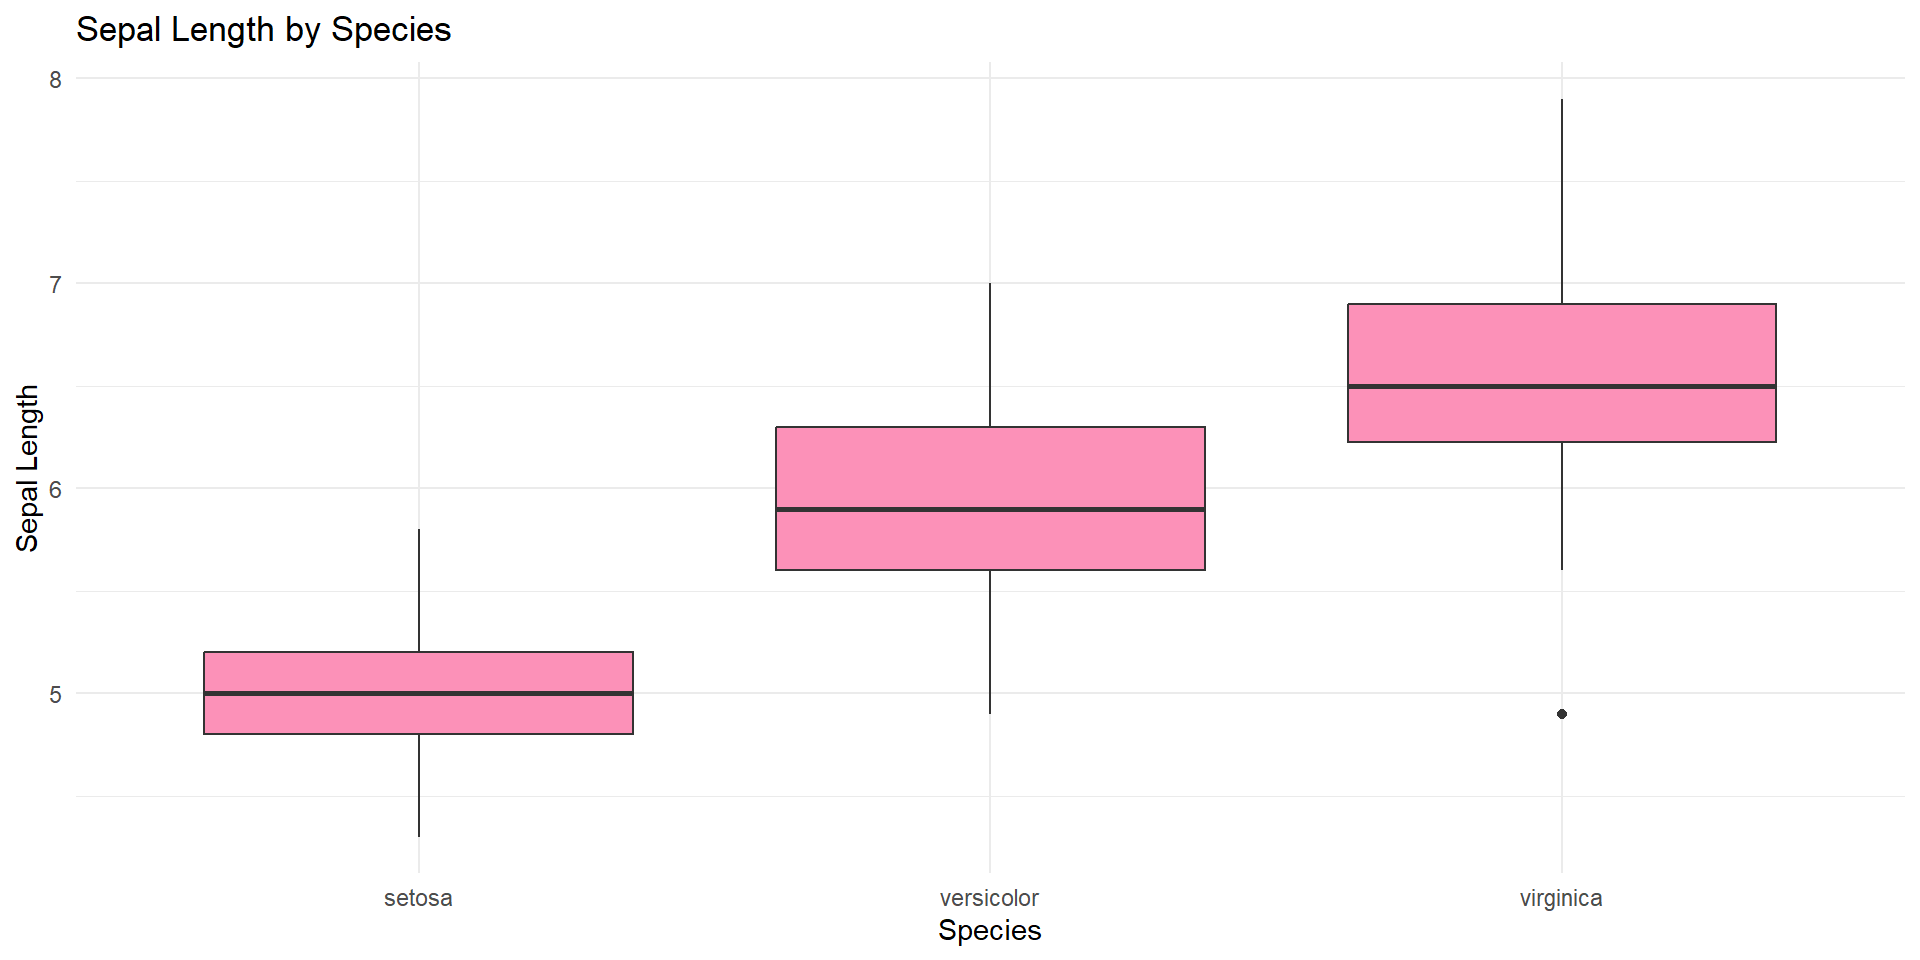 Sepal Length by Species
8
7
6
5
Sepal Length
setosa
versicolor
virginica
Species